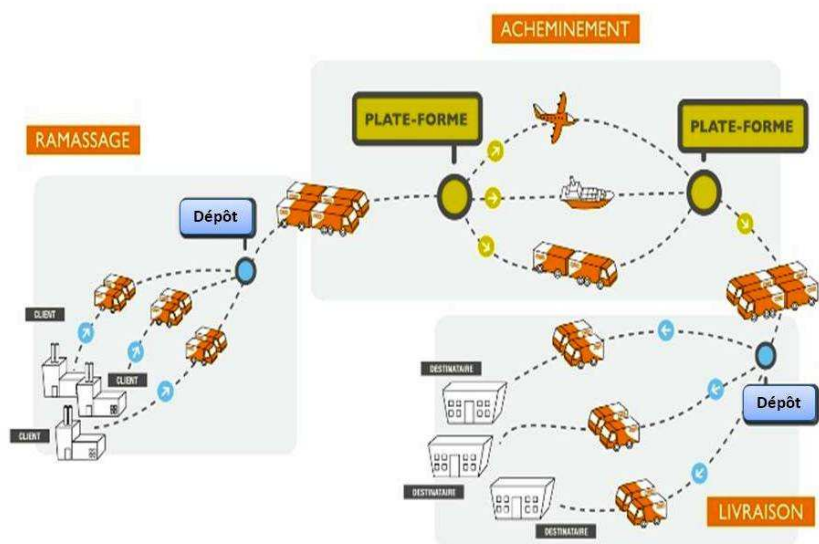 ACHEMINEMENT
PLATE-FORME
PLATE-FORME
RAMASSAGE
Dépôt
CLIENT
CLIENT
CLIENT
DESTINATAIRE
Dépôt
DESTINATAIRE
DESTINATAIRE
LIVRAISON